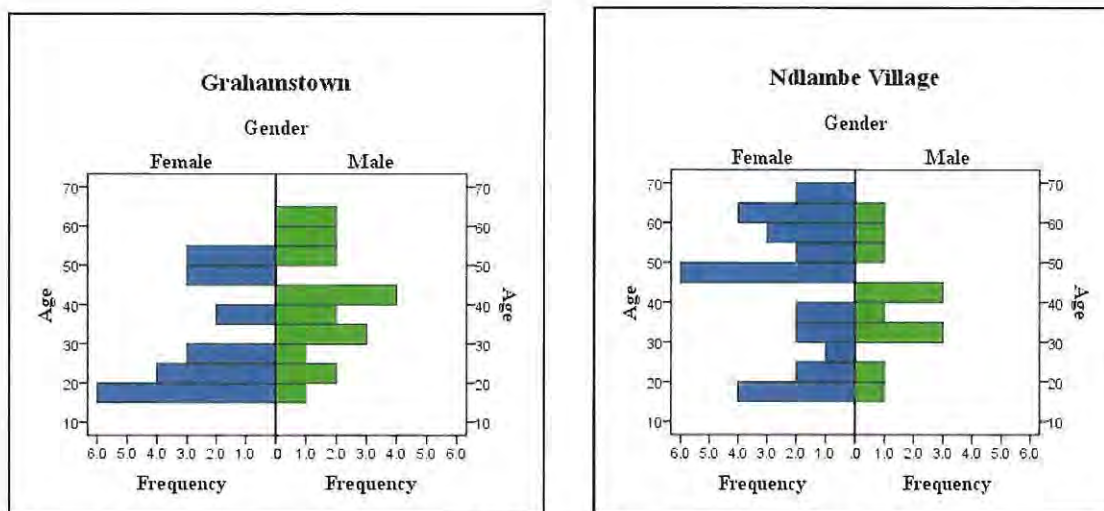 Grahamstown
Gender
Female Male
70 70
60 60
50 50
Age 40 40 Age
30 30
20 20
10 10
6.0 5.0 4.0 3.0 2.0 1.0 .0 1.0 2.0 3.0 4.0 5.0 6.0
Frequency Frequency
Ndlambe Village
Gender
Female Male
70 70
60 60
50 50
Age 40 40 Age
30 30
20 20
10 10
6.0 5.0 4.0 3.0 2.0 1.0 .0 1.0 2.0 3.0 4.0 5.0 6.0
Frequency Frequency